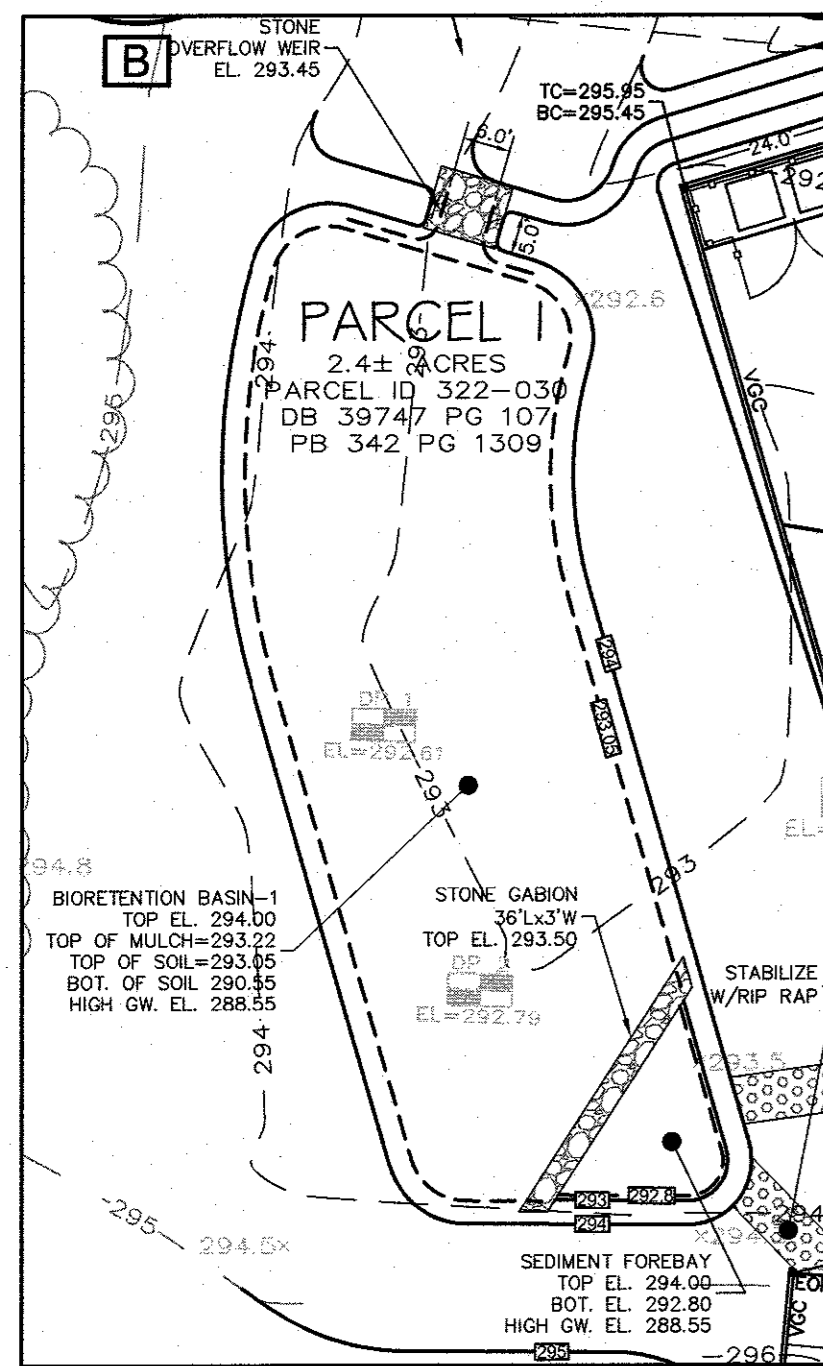 B
STONE
OVERFLOW WEIR
EL. 293.45
TC=295.95
BC=295.45
6.0'
24.0
292
5.0'
×292.6
PARCEL I
2.4± ACRES
PARCEL ID 322-030
DB 39747 PG 107
PB 342 PG 1309
294
293
295
VGC
294
293.05
DP 1
EL=292.61
293
EL=
293
294.8
BIORETENTION BASIN-1
TOP EL. 294.00
TOP OF MULCH=293.22
TOP OF SOIL=293.05
BOT. OF SOIL 290.55
HIGH GW. EL. 288.55
STONE GABION
36'Lx3'W
TOP EL. 293.50
DP 2
EL=292.79
STABILIZE
W/RIP RAP
×293.5
294
293
292.8
294
295
294.5×
×294
294
SEDIMENT FOREBAY
TOP EL. 294.00
BOT. EL. 292.80
HIGH GW. EL. 288.55
VGC
295
296